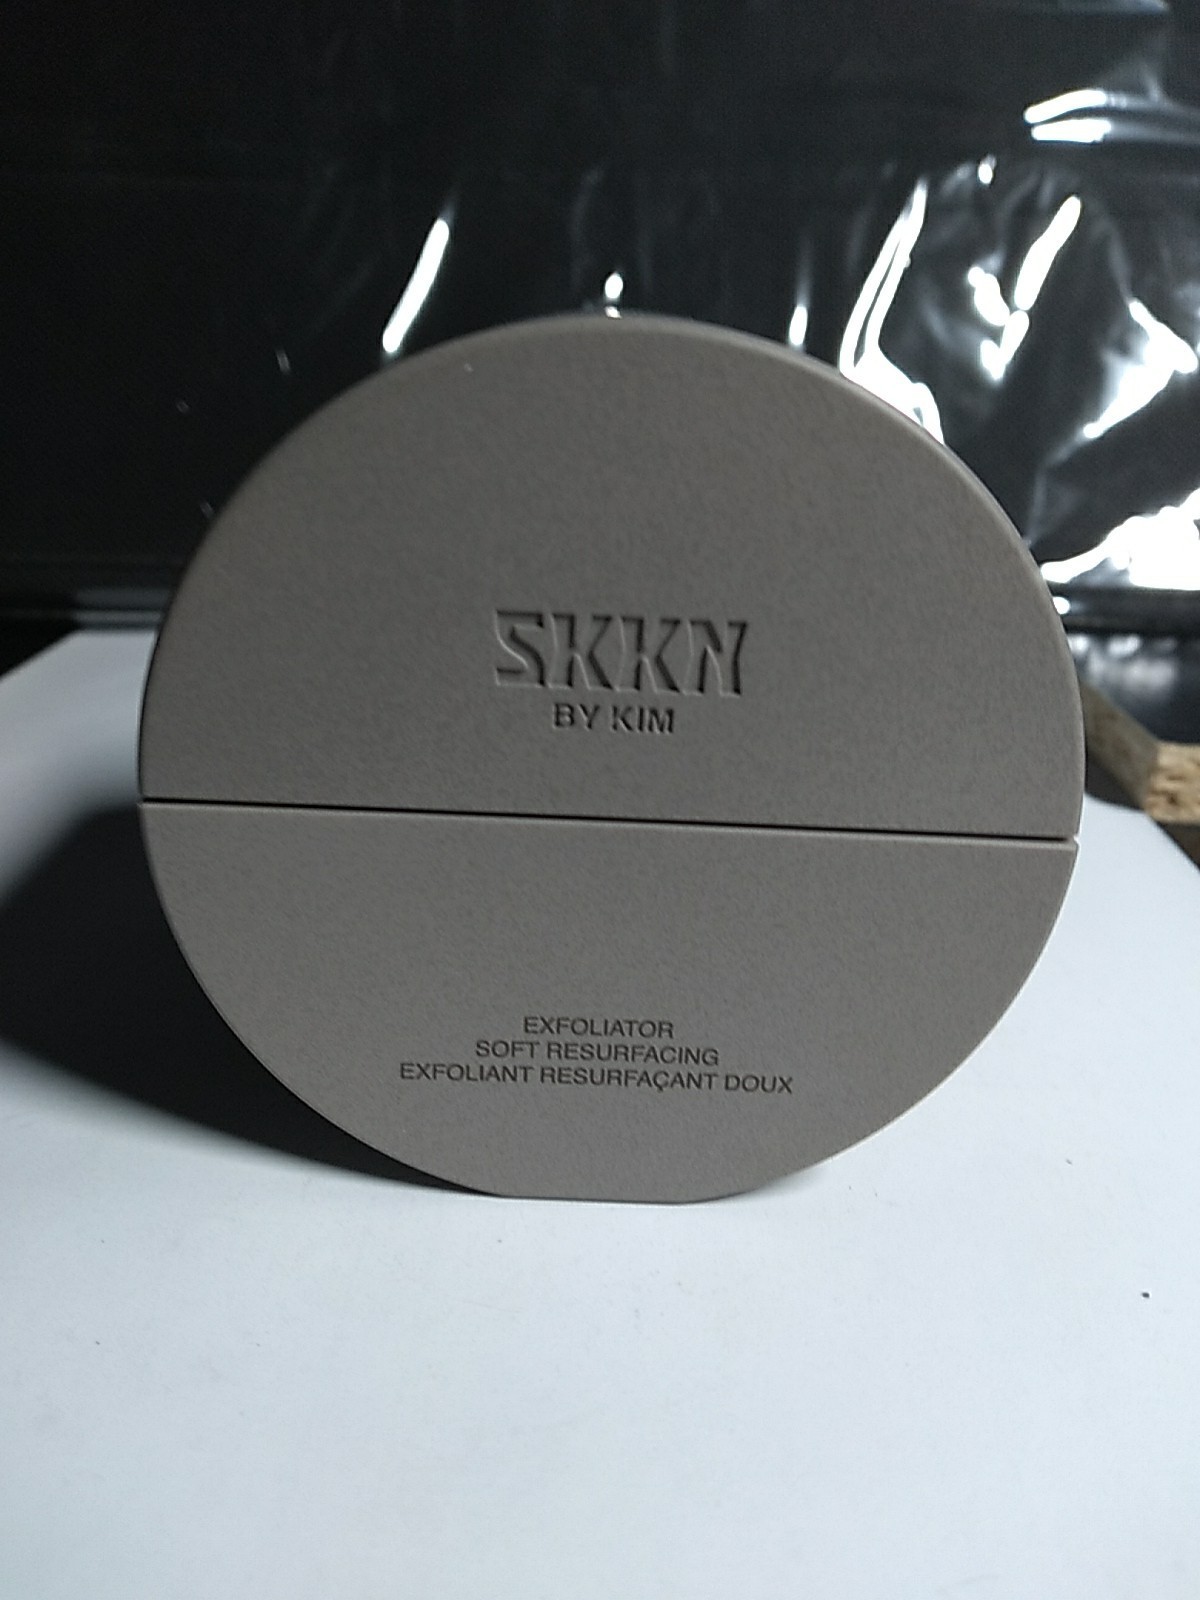 SKKN
BY KIM
EXFOLIATOR
SOFT RESURFACING
EXFOLIANT RESURFAÇANT DOUX